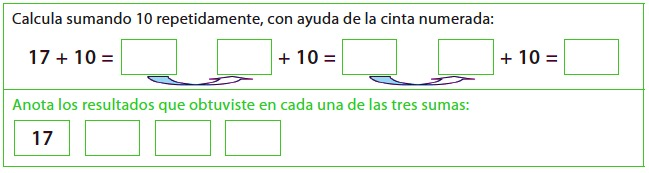 Calcula sumando 10 repetidamente, con ayuda de la cinta numerada:
17 + 10 = + 10 = + 10 =
Anota los resultados que obtuviste en cada una de las tres sumas:
17